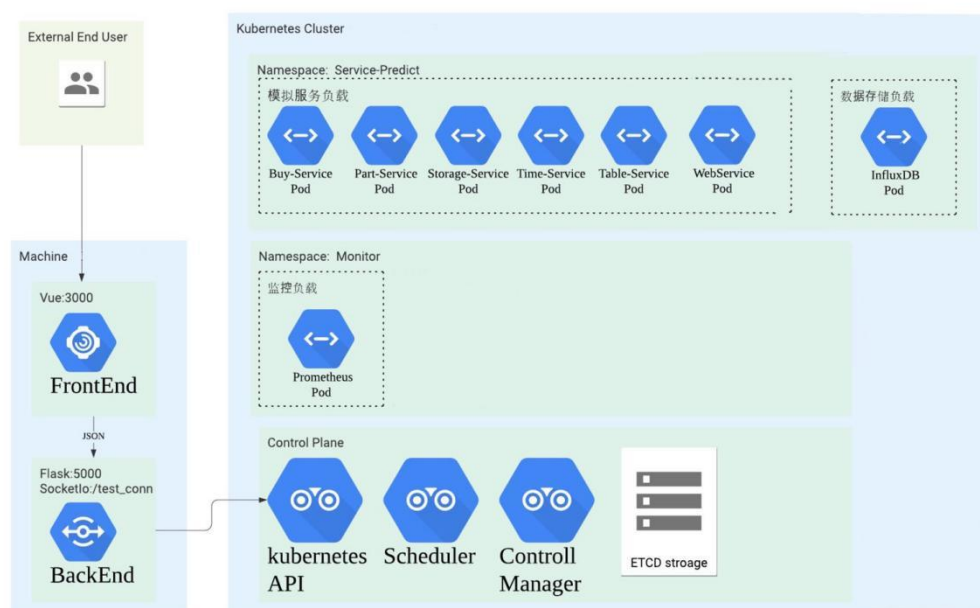 External End User
Kubernetes Cluster
Namespace: Service-Predict
模拟服务负载
Buy-Service
Pod
Part-Service
Pod
Storage-Service
Pod
Time-Service
Pod
Table-Service
Pod
WebService
Pod
数据存储负载
InfluxDB
Pod
Machine
Vue:3000
FrontEnd
JSON
Flask:5000
SocketIo:/test_conn
BackEnd
Namespace: Monitor
监控负载
Prometheus
Pod
Control Plane
kubernetes
API
Scheduler
Controll
Manager
ETCD stroage